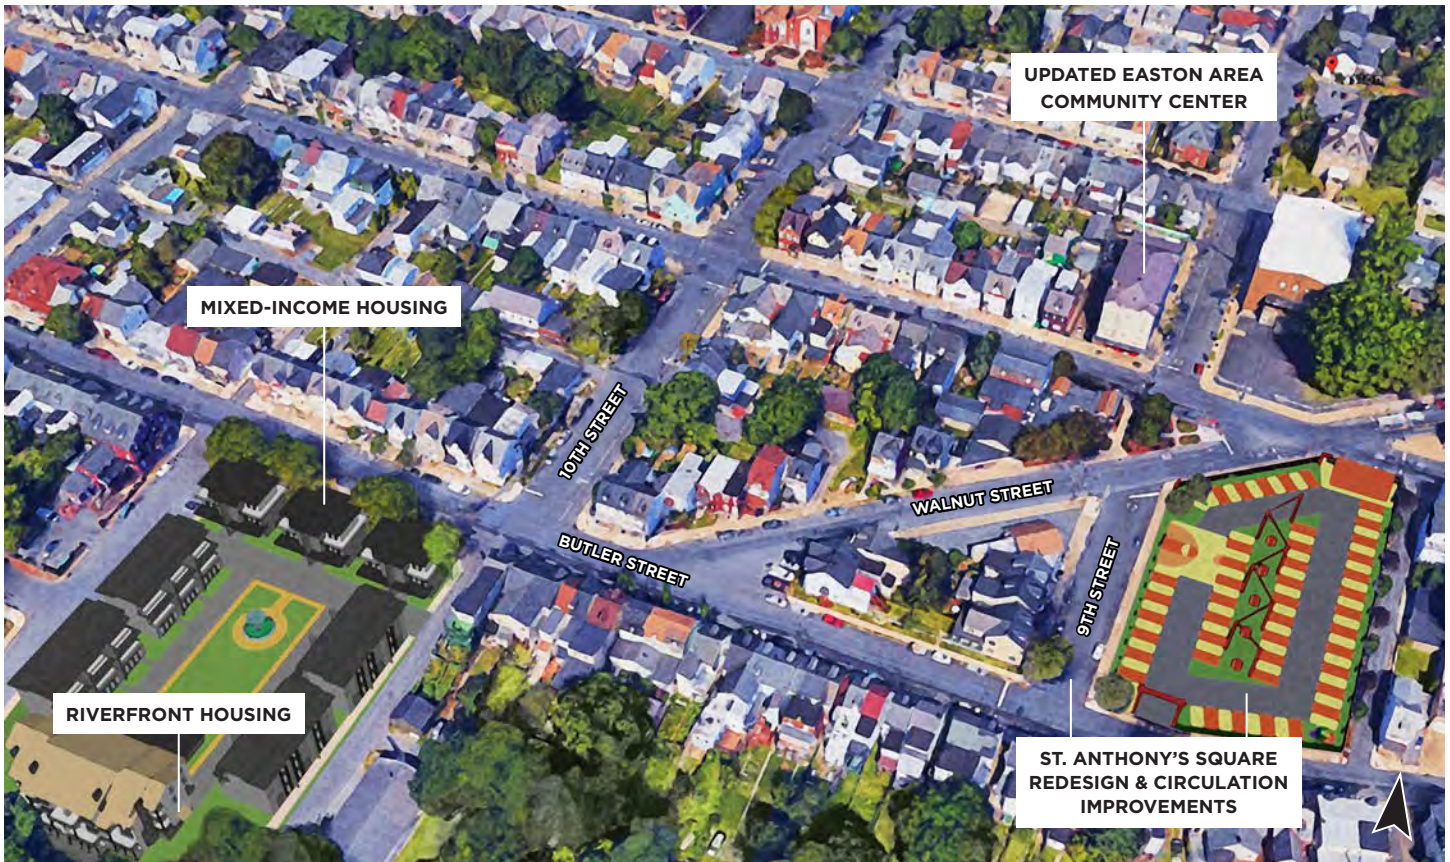 UPDATED EASTON AREA
COMMUNITY CENTER
MIXED-INCOME HOUSING
10TH STREET
WALNUT STREET
BUTLER STREET
9TH STREET
RIVERFRONT HOUSING
ST. ANTHONY'S SQUARE
REDESIGN & CIRCULATION
IMPROVEMENTS